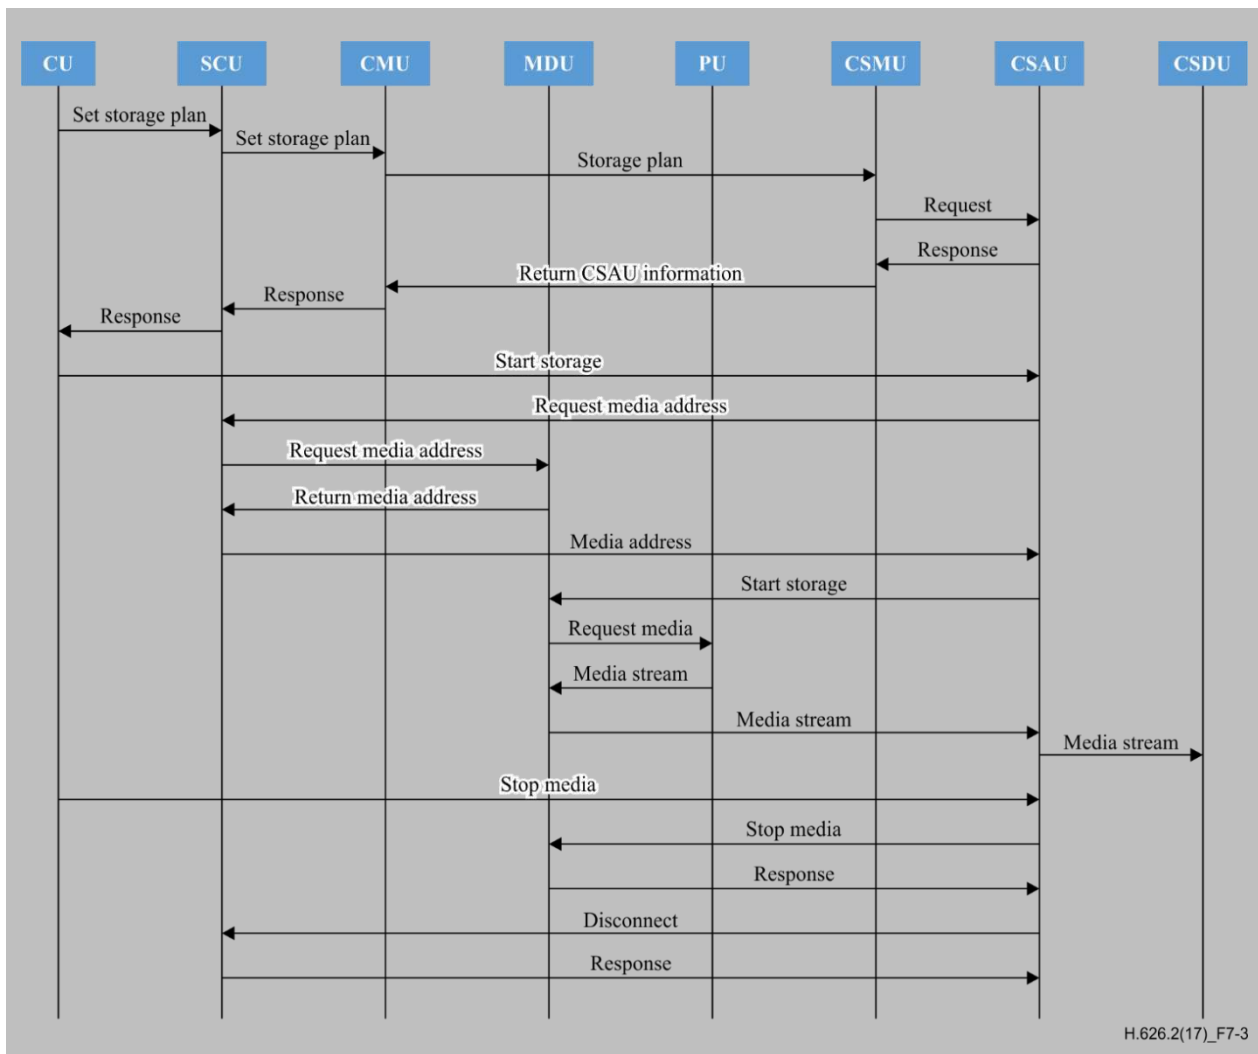 CU SCU CMU MDU PU CSMU CSAU CSDU
Set storage plan
Set storage plan
Storage plan
Request
Response
Return CSAU information
Response
Response
Start storage
Request media address
Request media address
Return media address
Media address
Start storage
Request media
Media stream
Media stream
Media stream
Stop media
Stop media
Response
Disconnect
Response
H.626.2(17)_F7-3